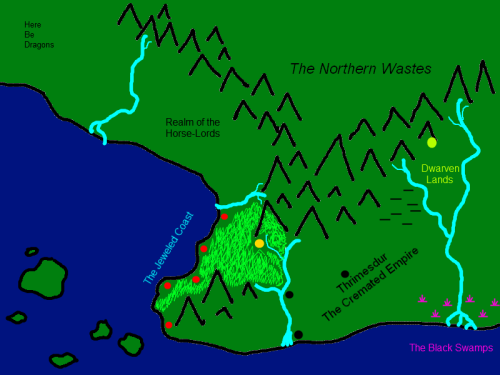 Here
Be
Dragons
The Northern Wastes
Realm of the
Horse-Lords
Dwarven
Lands
The Jeweled Coast
Thrimesdur
The Cremated Empire
The Black Swamps